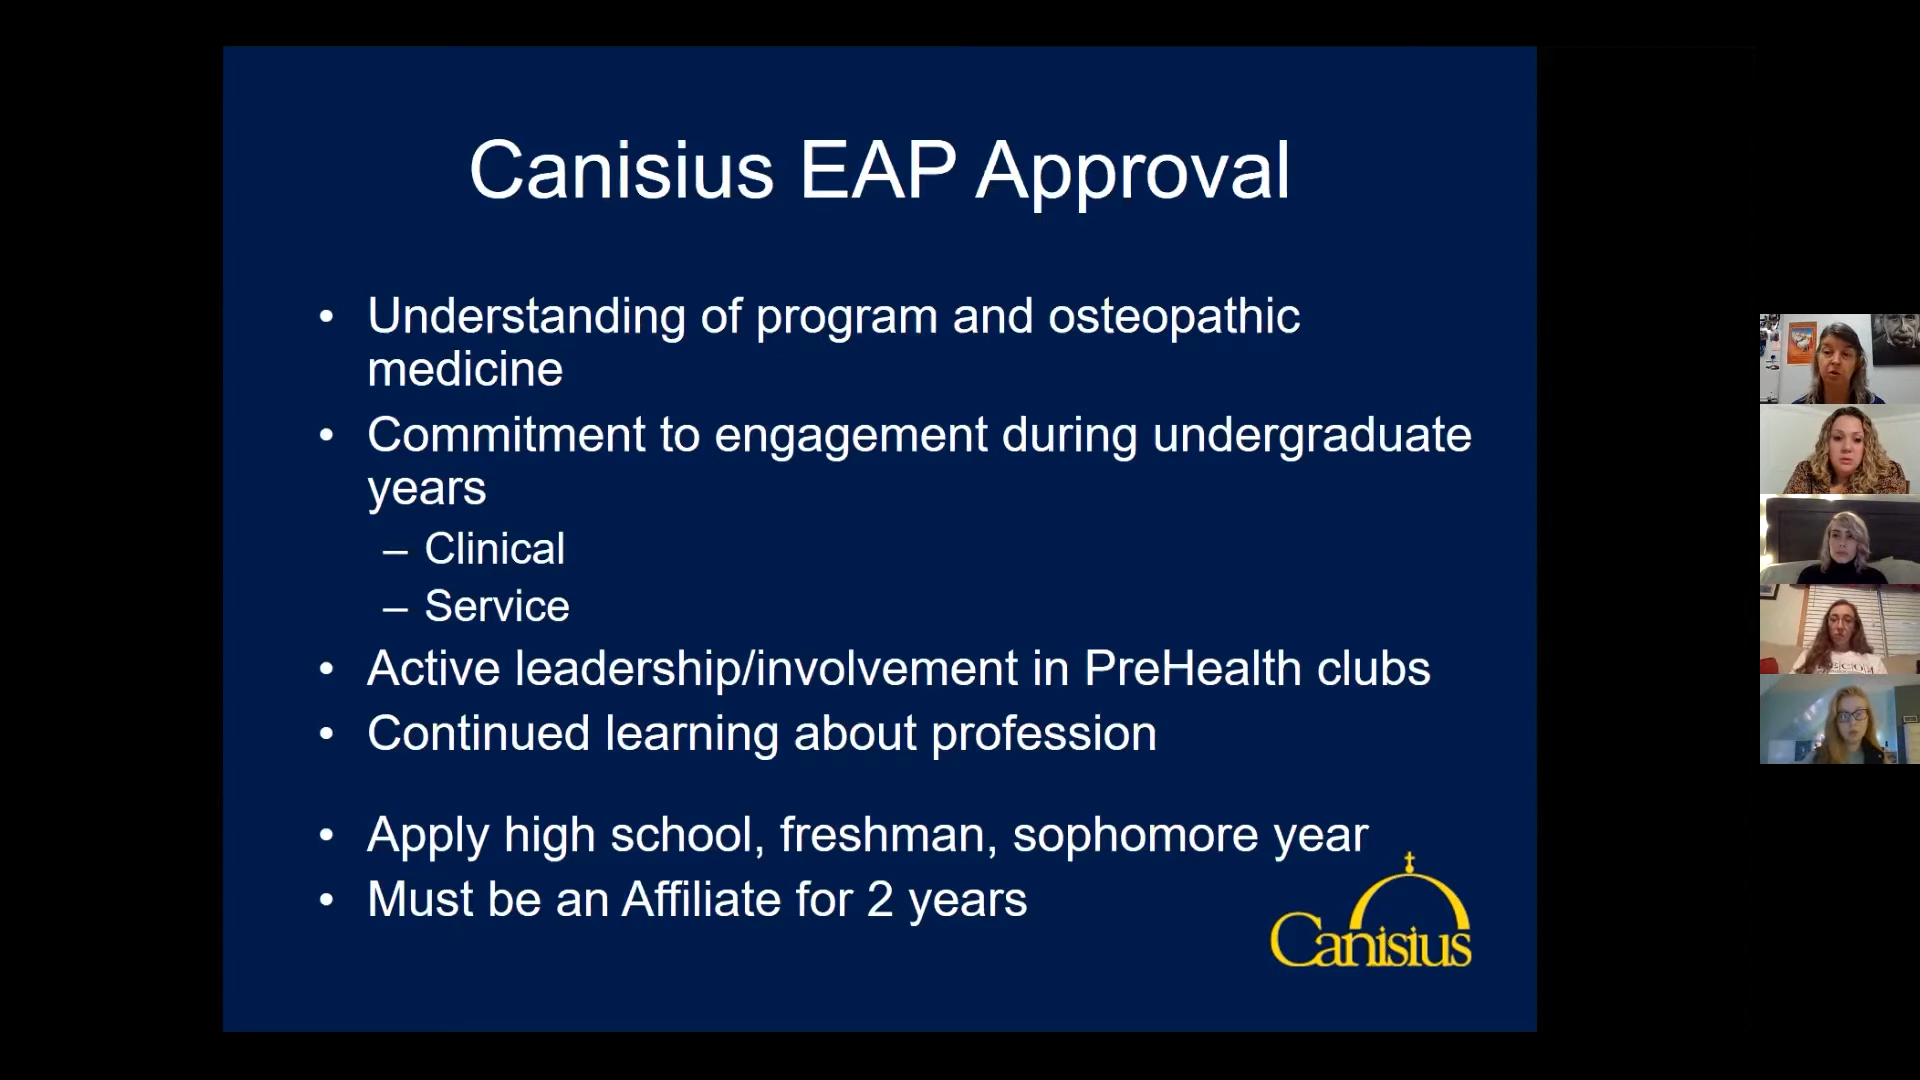 Canisius EAP Approval
• Understanding of program and osteopathic
medicine
• Commitment to engagement during undergraduate
years
– Clinical
– Service
• Active leadership/involvement in PreHealth clubs
• Continued learning about profession
• Apply high school, freshman, sophomore year
• Must be an Affiliate for 2 years
Canisius